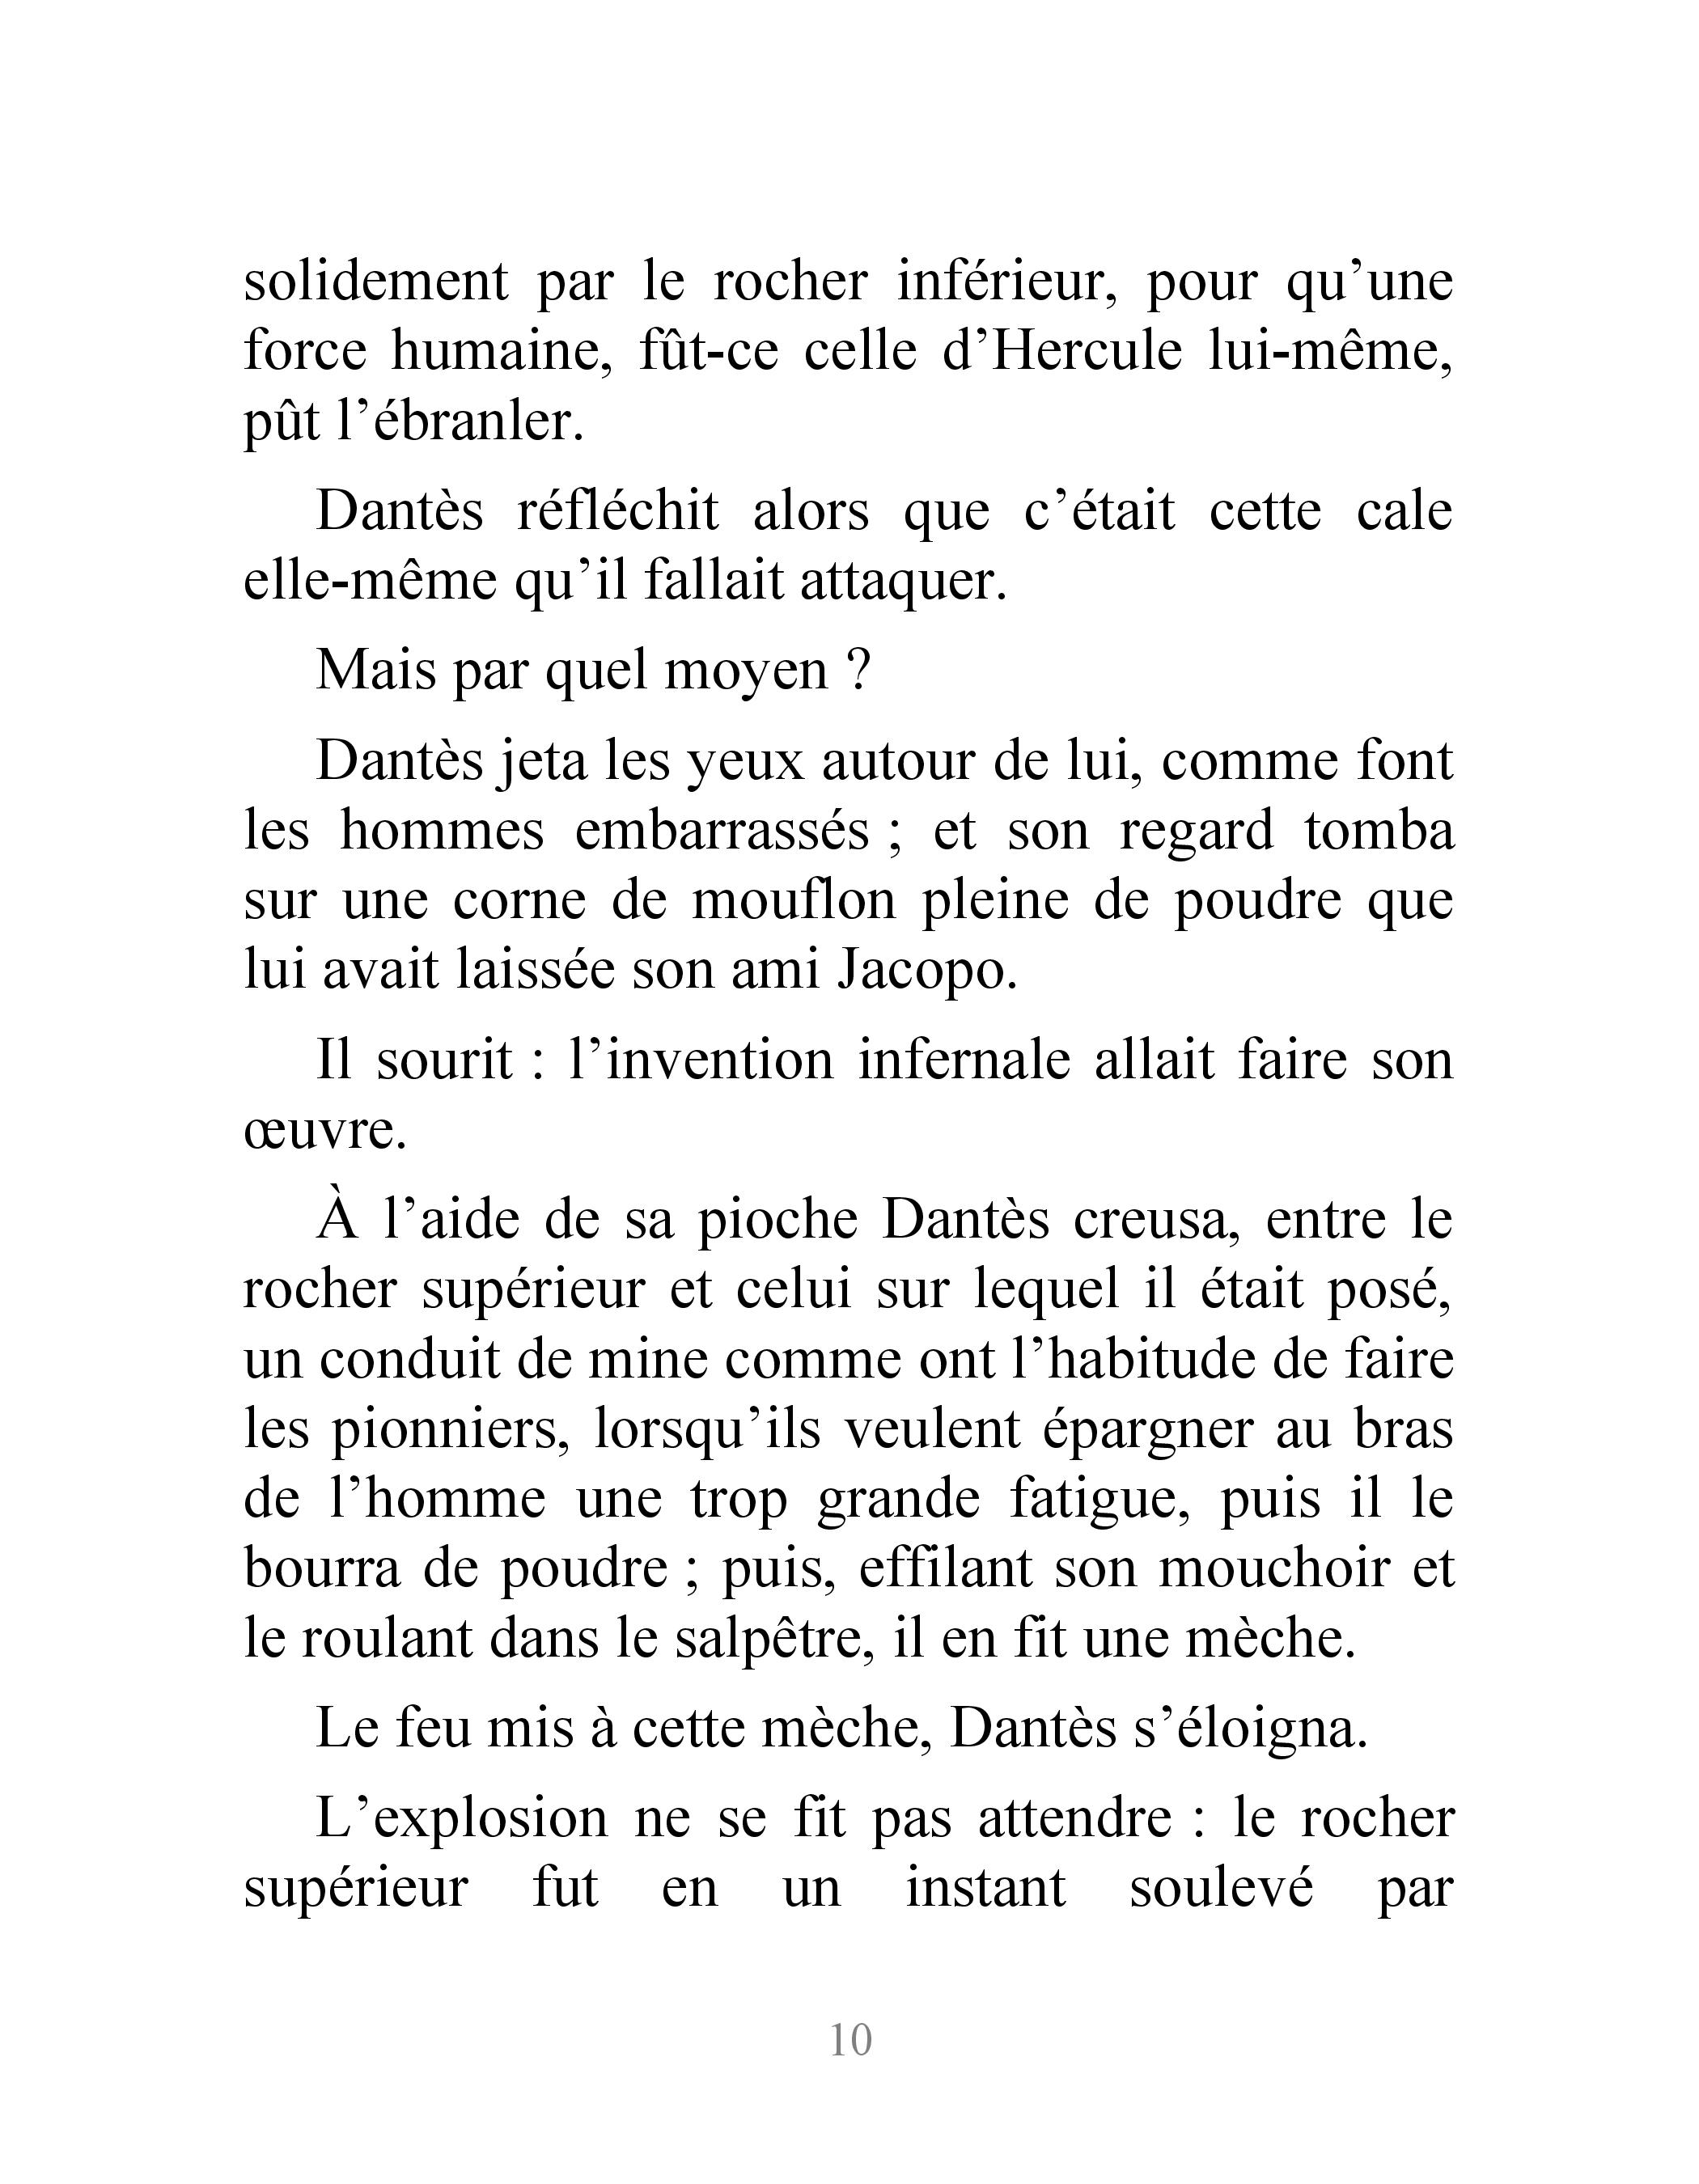 solidement par le rocher inférieur, pour qu’une
force humaine, fût-ce celle d’Hercule lui-même,
pût l’ébranler.
Dantès réfléchit alors que c’était cette cale
elle-même qu’il fallait attaquer.
Mais par quel moyen ?
Dantès jeta les yeux autour de lui, comme font
les hommes embarrassés ; et son regard tomba
sur une corne de mouflon pleine de poudre que
lui avait laissée son ami Jacopo.
Il sourit : l’invention infernale allait faire son
œuvre.
À l’aide de sa pioche Dantès creusa, entre le
rocher supérieur et celui sur lequel il était posé,
un conduit de mine comme ont l’habitude de faire
les pionniers, lorsqu’ils veulent épargner au bras
de l’homme une trop grande fatigue, puis il le
bourra de poudre ; puis, effilant son mouchoir et
le roulant dans le salpêtre, il en fit une mèche.
Le feu mis à cette mèche, Dantès s’éloigna.
L’explosion ne se fit pas attendre : le rocher
supérieur fut en un instant soulevé par
10